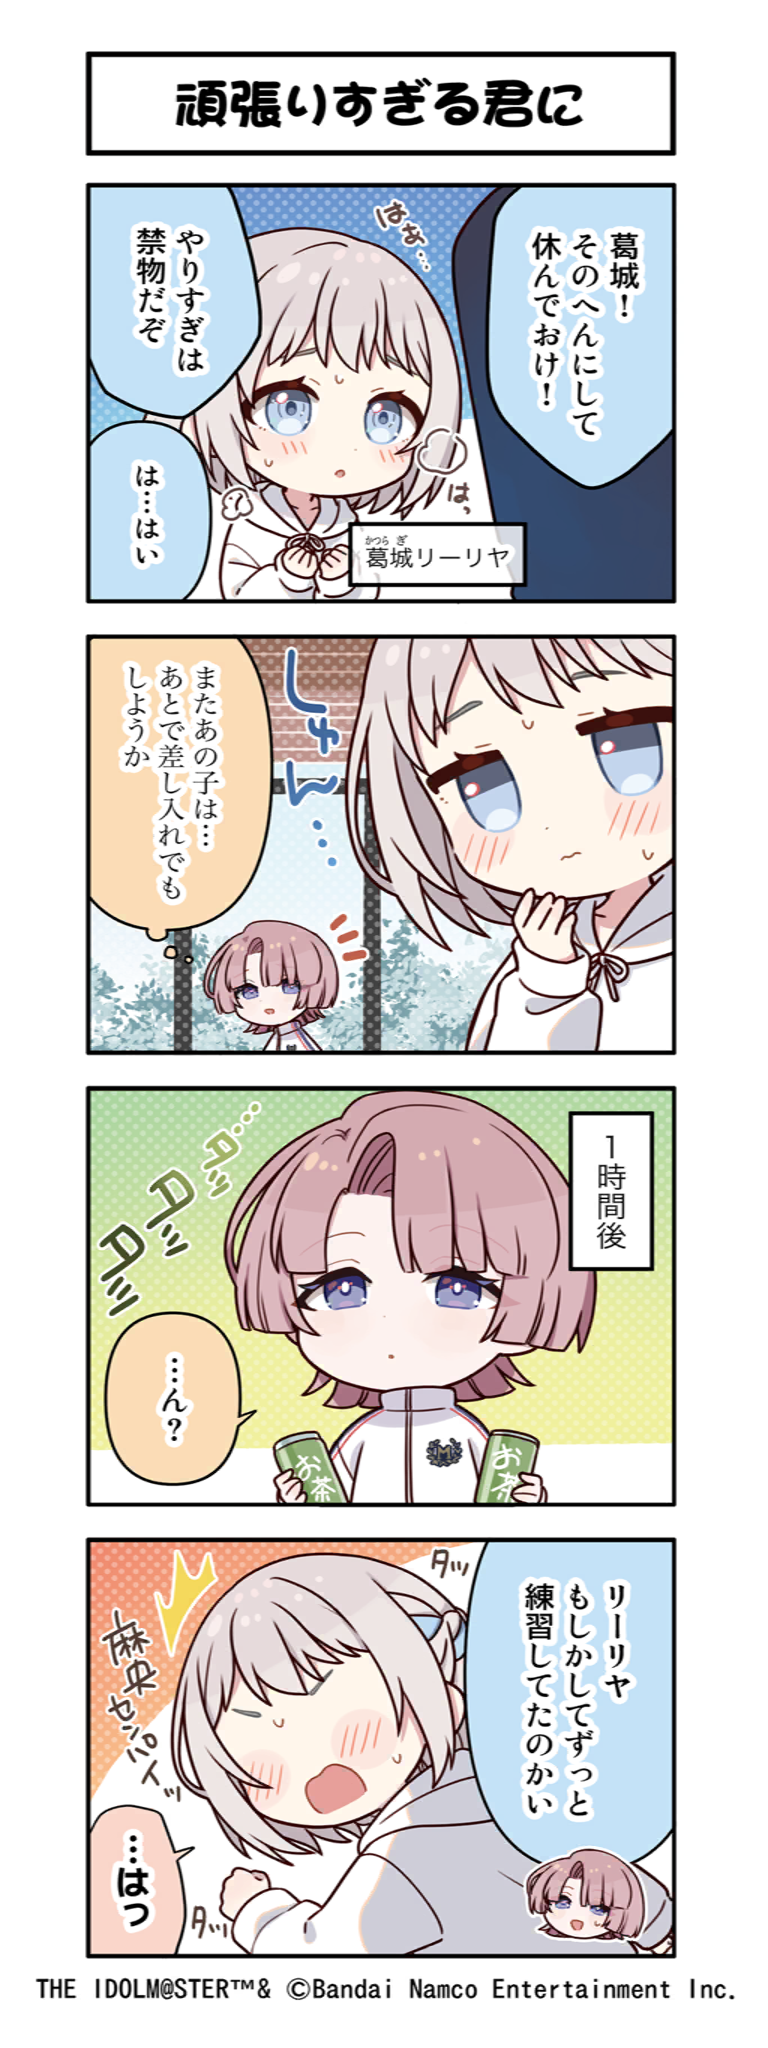 頑張りすぎる君に
葛城！
そのへんにして
休んでおけ！
はぁ…
やりすぎは
禁物だぞ
は…はい
はっ
かつらぎ
葛城リーリヤ
しゅん…
またあの子は…
あとで差し入れでも
しようか
1時間後
タッ
タッ
タッ…
…ん？
お茶
お茶
リーリヤ
もしかしてずっと
練習してたのかい
タッ
麻央センパイッ
…はっ
タッ
THE IDOLM@STER™& ©Bandai Namco Entertainment Inc.